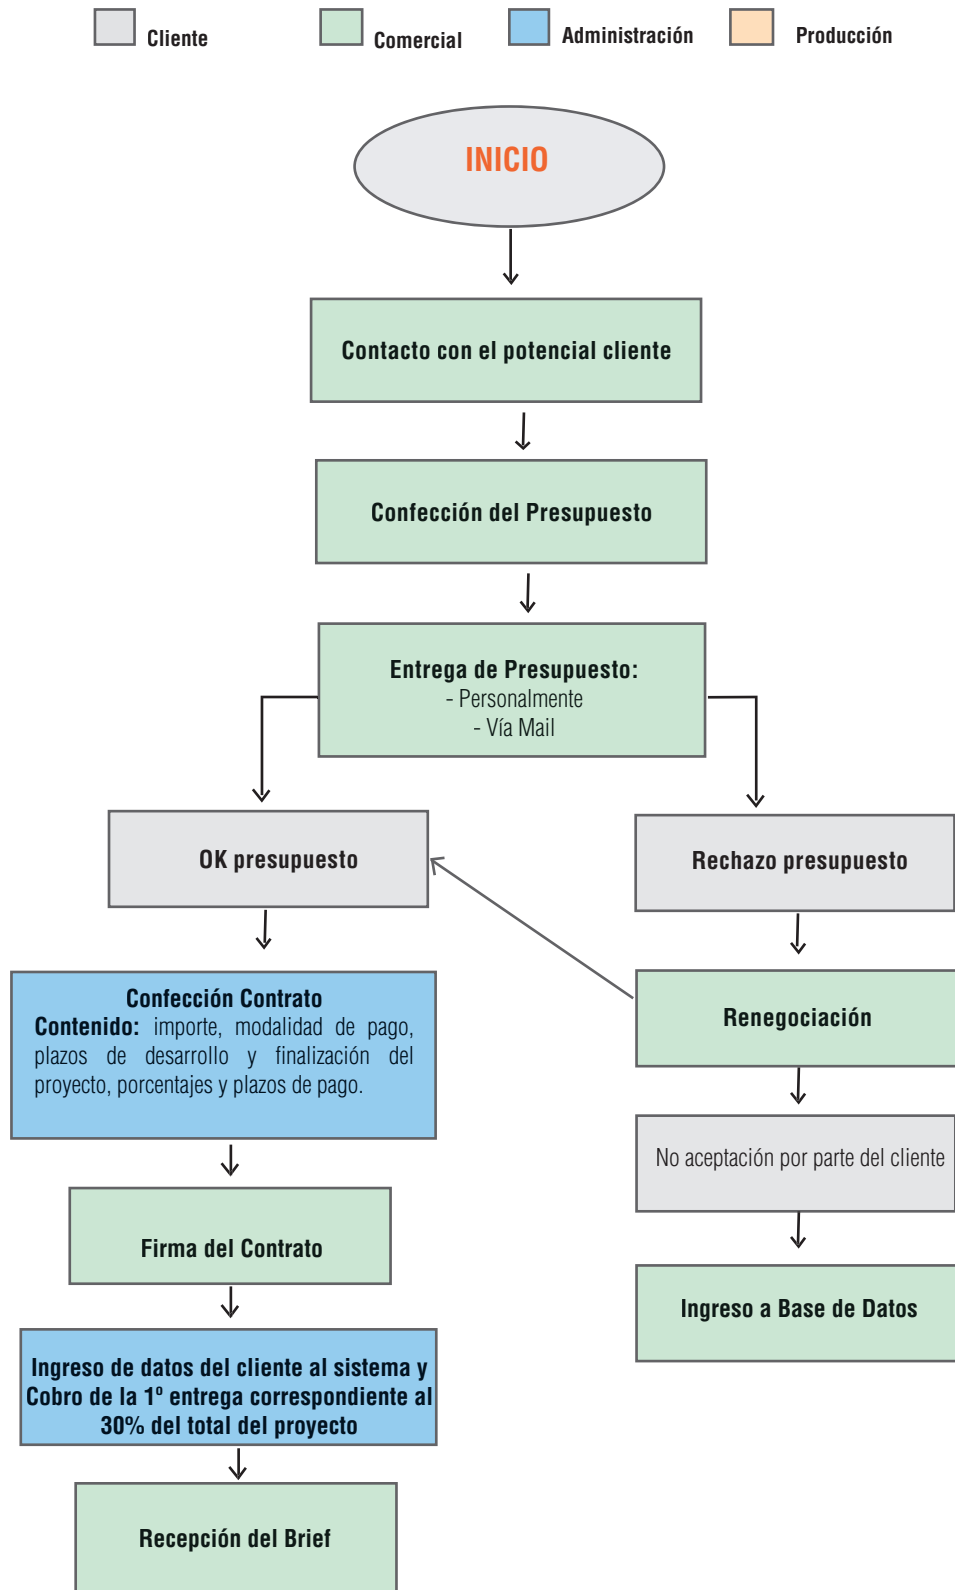 Cliente
Comercial
Administración
Producción
INICIO
Contacto con el potencial cliente
Confección del Presupuesto
Entrega de Presupuesto:
- Personalmente
- Vía Mail
OK presupuesto
Rechazo presupuesto
Confección Contrato
Contenido: importe, modalidad de pago,
plazos de desarrollo y finalización del
proyecto, porcentajes y plazos de pago.
Renegociación
No aceptación por parte del cliente
Firma del Contrato
Ingreso a Base de Datos
Ingreso de datos del cliente al sistema y
Cobro de la 1º entrega correspondiente al
30% del total del proyecto
Recepción del Brief